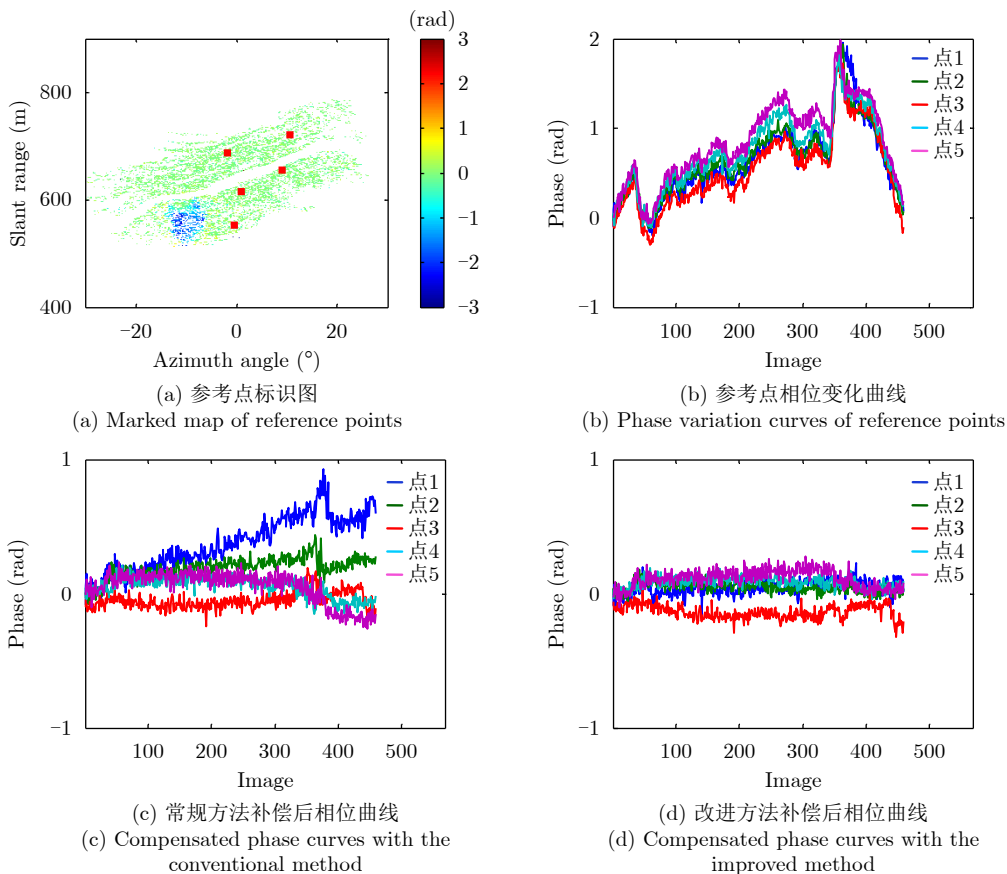 (rad)
3
2
1
0
−1
−2
−3
800
600
400
Slant range (m)
−20
0
20
Azimuth angle (°)
(a) 参考点标识图
(a) Marked map of reference points
2
1
0
−1
Phase (rad)
点1
点2
点3
点4
点5
100
200
300
400
500
Image
(b) 参考点相位变化曲线
(b) Phase variation curves of reference points
1
0
−1
Phase (rad)
点1
点2
点3
点4
点5
100
200
300
400
500
Image
(c) 常规方法补偿后相位曲线
(c) Compensated phase curves with the
conventional method
1
0
−1
Phase (rad)
点1
点2
点3
点4
点5
100
200
300
400
500
Image
(d) 改进方法补偿后相位曲线
(d) Compensated phase curves with the
improved method